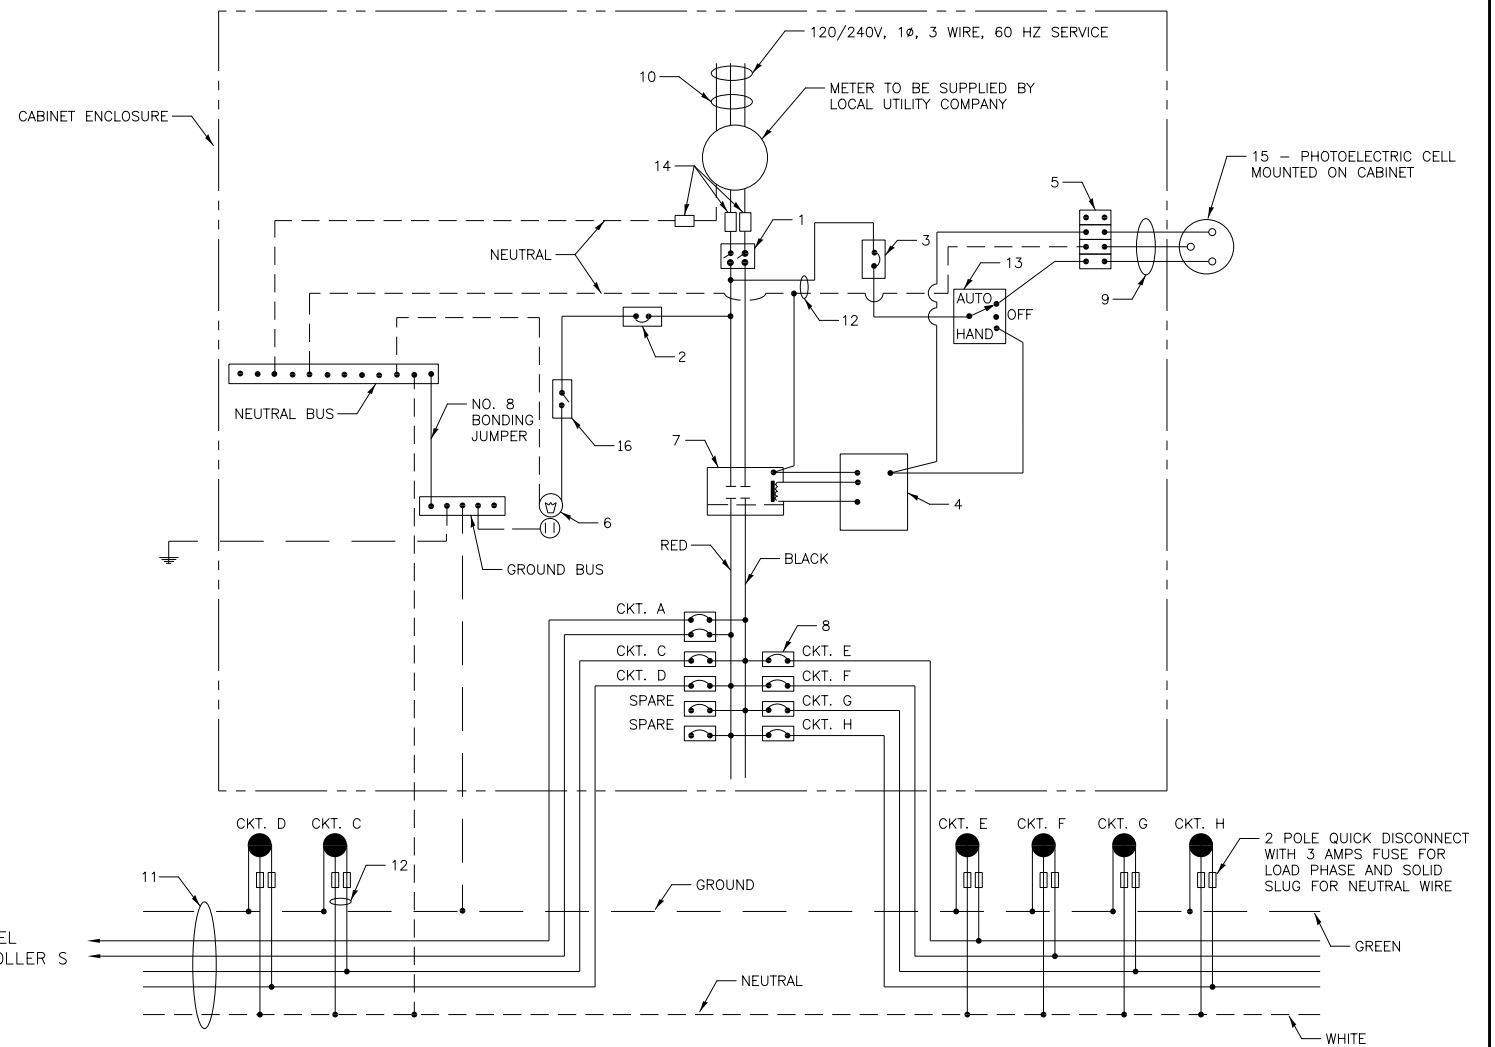 120/240V, 1ø, 3 WIRE, 60 HZ SERVICE
10
METER TO BE SUPPLIED BY
LOCAL UTILITY COMPANY
CABINET ENCLOSURE
14
15 – PHOTOELECTRIC CELL
MOUNTED ON CABINET
5
1
3
NEUTRAL
13
AUTO
OFF
HAND
9
12
2
NEUTRAL BUS
NO. 8
BONDING
JUMPER
16
7
4
6
RED
BLACK
GROUND BUS
CKT. A
8
CKT. C
CKT. E
CKT. D
CKT. F
SPARE
CKT. G
SPARE
CKT. H
CKT. D
CKT. C
CKT. E
CKT. F
CKT. G
CKT. H
2 POLE QUICK DISCONNECT
WITH 3 AMPS FUSE FOR
LOAD PHASE AND SOLID
SLUG FOR NEUTRAL WIRE
11
12
GROUND
EL
OLLER S
GREEN
NEUTRAL
WHITE